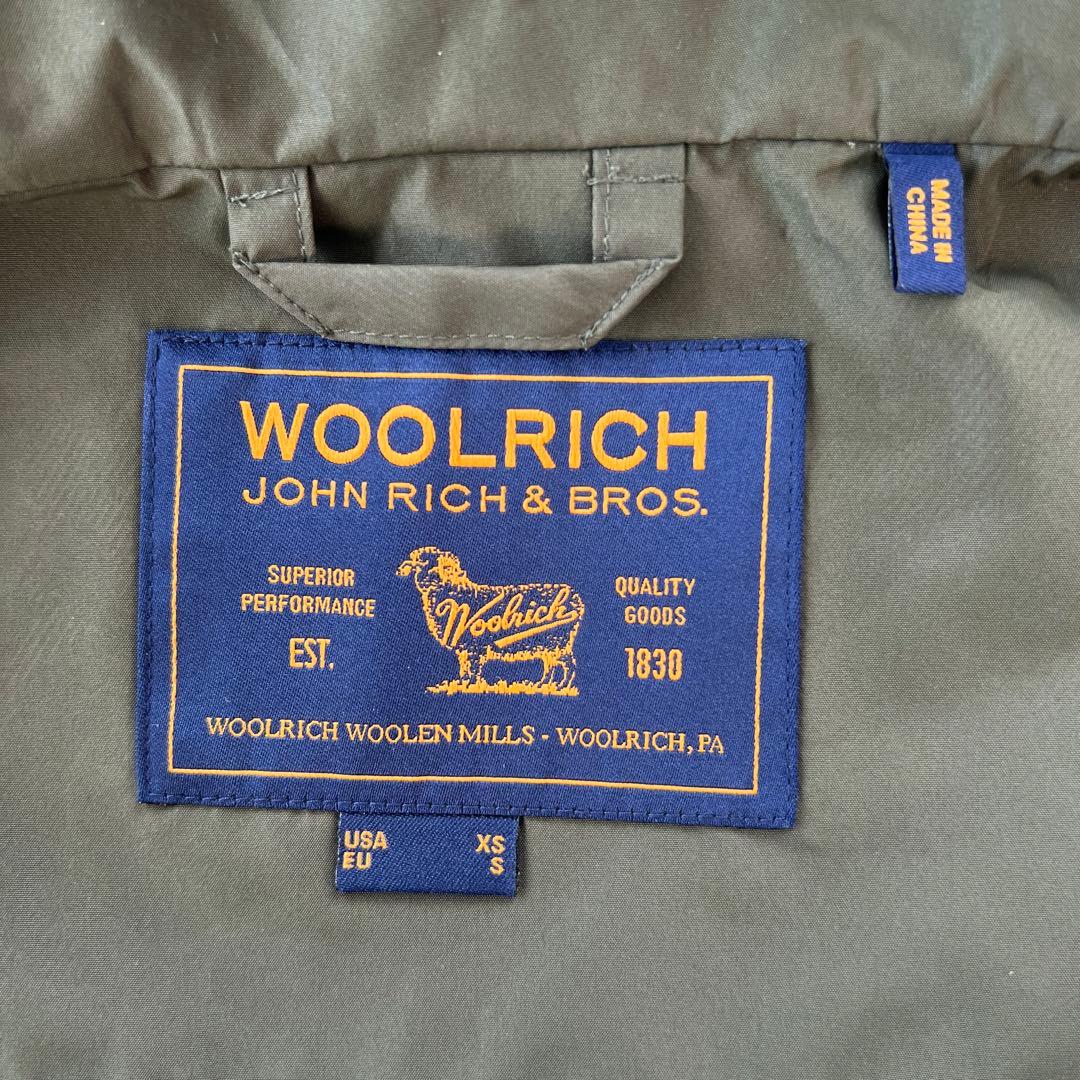 MADE IN
CHINA
WOOLRICH
JOHN RICH & BROS.
SUPERIOR
PERFORMANCE
EST.
Woolrich
QUALITY
GOODS
1830
WOOLRICH WOOLEN MILLS - WOOLRICH, PA
USA XS
EU S